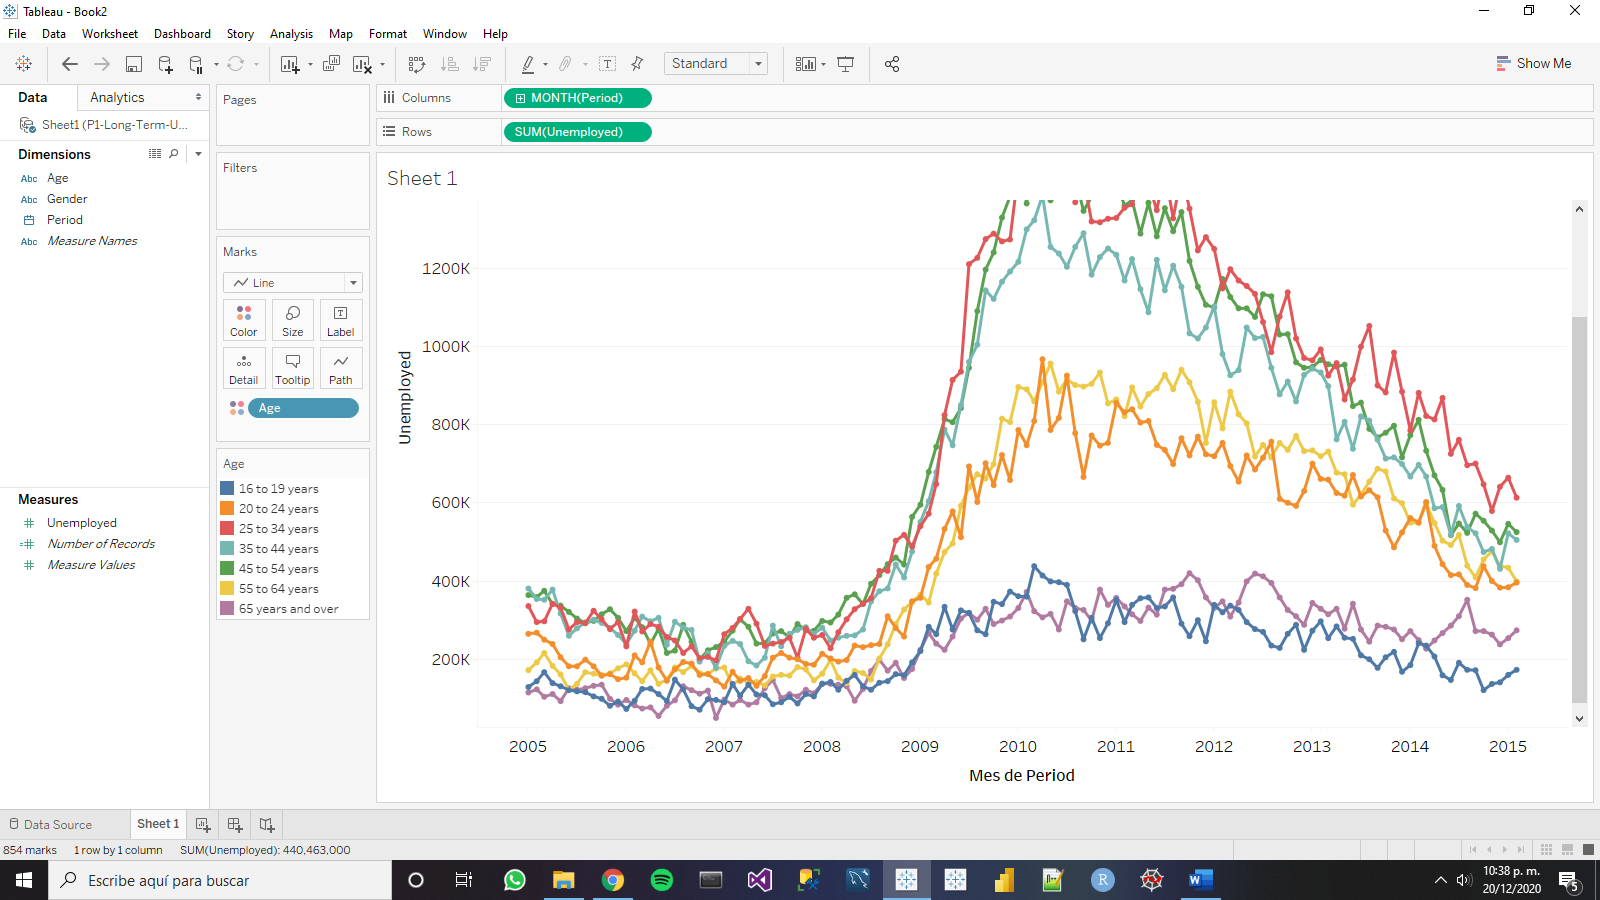 Tableau - Book2
File Data Worksheet Dashboard Story Analysis Map Format Window Help
Standard
Show Me
Data Analytics
Sheet1 (P1-Long-Term-U...
Dimensions
Abc Age
Abc Gender
Period
Abc Measure Names
Measures
# Unemployed
=# Number of Records
# Measure Values
Pages
Filters
Marks
Line
Color Size Label
T
Detail Tooltip Path
Age
Age
16 to 19 years
20 to 24 years
25 to 34 years
35 to 44 years
45 to 54 years
55 to 64 years
65 years and over
Columns MONTH(Period)
Rows SUM(Unemployed)
Sheet 1
Unemployed
1200K
1000K
800K
600K
400K
200K
2005 2006 2007 2008 2009 2010 2011 2012 2013 2014 2015
Mes de Period
Data Source Sheet 1
854 marks 1 row by 1 column SUM(Unemployed): 440,463,000
Escribe aquí para buscar
R
W
10:38 p. m.
20/12/2020
5